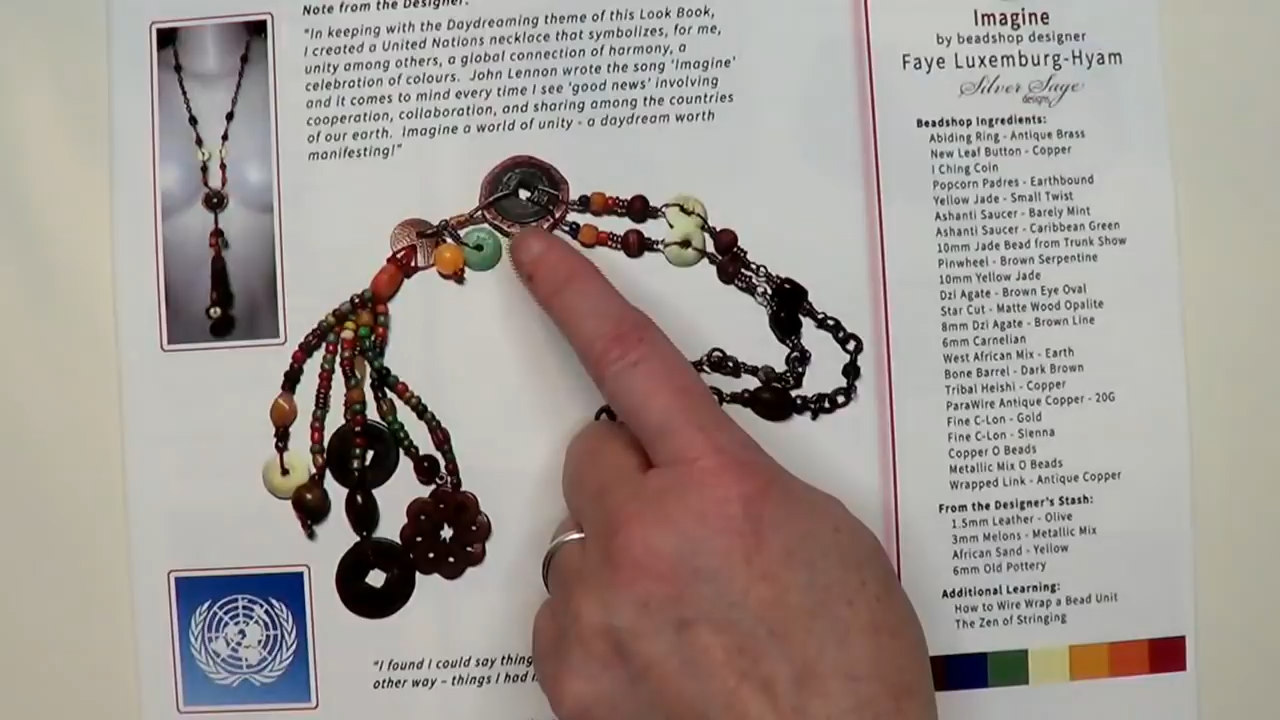 Note from the Designer:
"In keeping with the Daydreaming theme of this Look Book,
I created a United Nations necklace that symbolizes, for me,
unity among others, a global connection of harmony, a
celebration of colours. John Lennon wrote the song 'Imagine'
and it comes to mind every time I see 'good news' involving
cooperation, collaboration, and sharing among the countries
of our earth. Imagine a world of unity - a daydream worth
manifesting!"
"I found I could say thing
other way – things I had
Imagine
by beadshop designer
Faye Luxemburg-Hyam
Silver Sage
designs
Beadshop Ingredients:
Abiding Ring - Antique Brass
New Leaf Button - Copper
I Ching Coin
Popcorn Padres - Earthbound
Yellow Jade - Small Twist
Ashanti Saucer - Barely Mint
Ashanti Saucer - Caribbean Green
10mm Jade Bead from Trunk Show
Pinwheel - Brown Serpentine
10mm Yellow Jade
Dzi Agate - Brown Eye Oval
Star Cut - Matte Wood Opalite
8mm Dzi Agate - Brown Line
6mm Carnelian
West African Mix - Earth
Bone Barrel - Dark Brown
Tribal Heishi - Copper
ParaWire Antique Copper - 20G
Fine C-Lon - Gold
Fine C-Lon - Sienna
Copper O Beads
Metallic Mix O Beads
Wrapped Link - Antique Copper
From the Designer's Stash:
1.5mm Leather - Olive
3mm Melons - Metallic Mix
African Sand - Yellow
6mm Old Pottery
Additional Learning:
How to Wire Wrap a Bead Unit
The Zen of Stringing